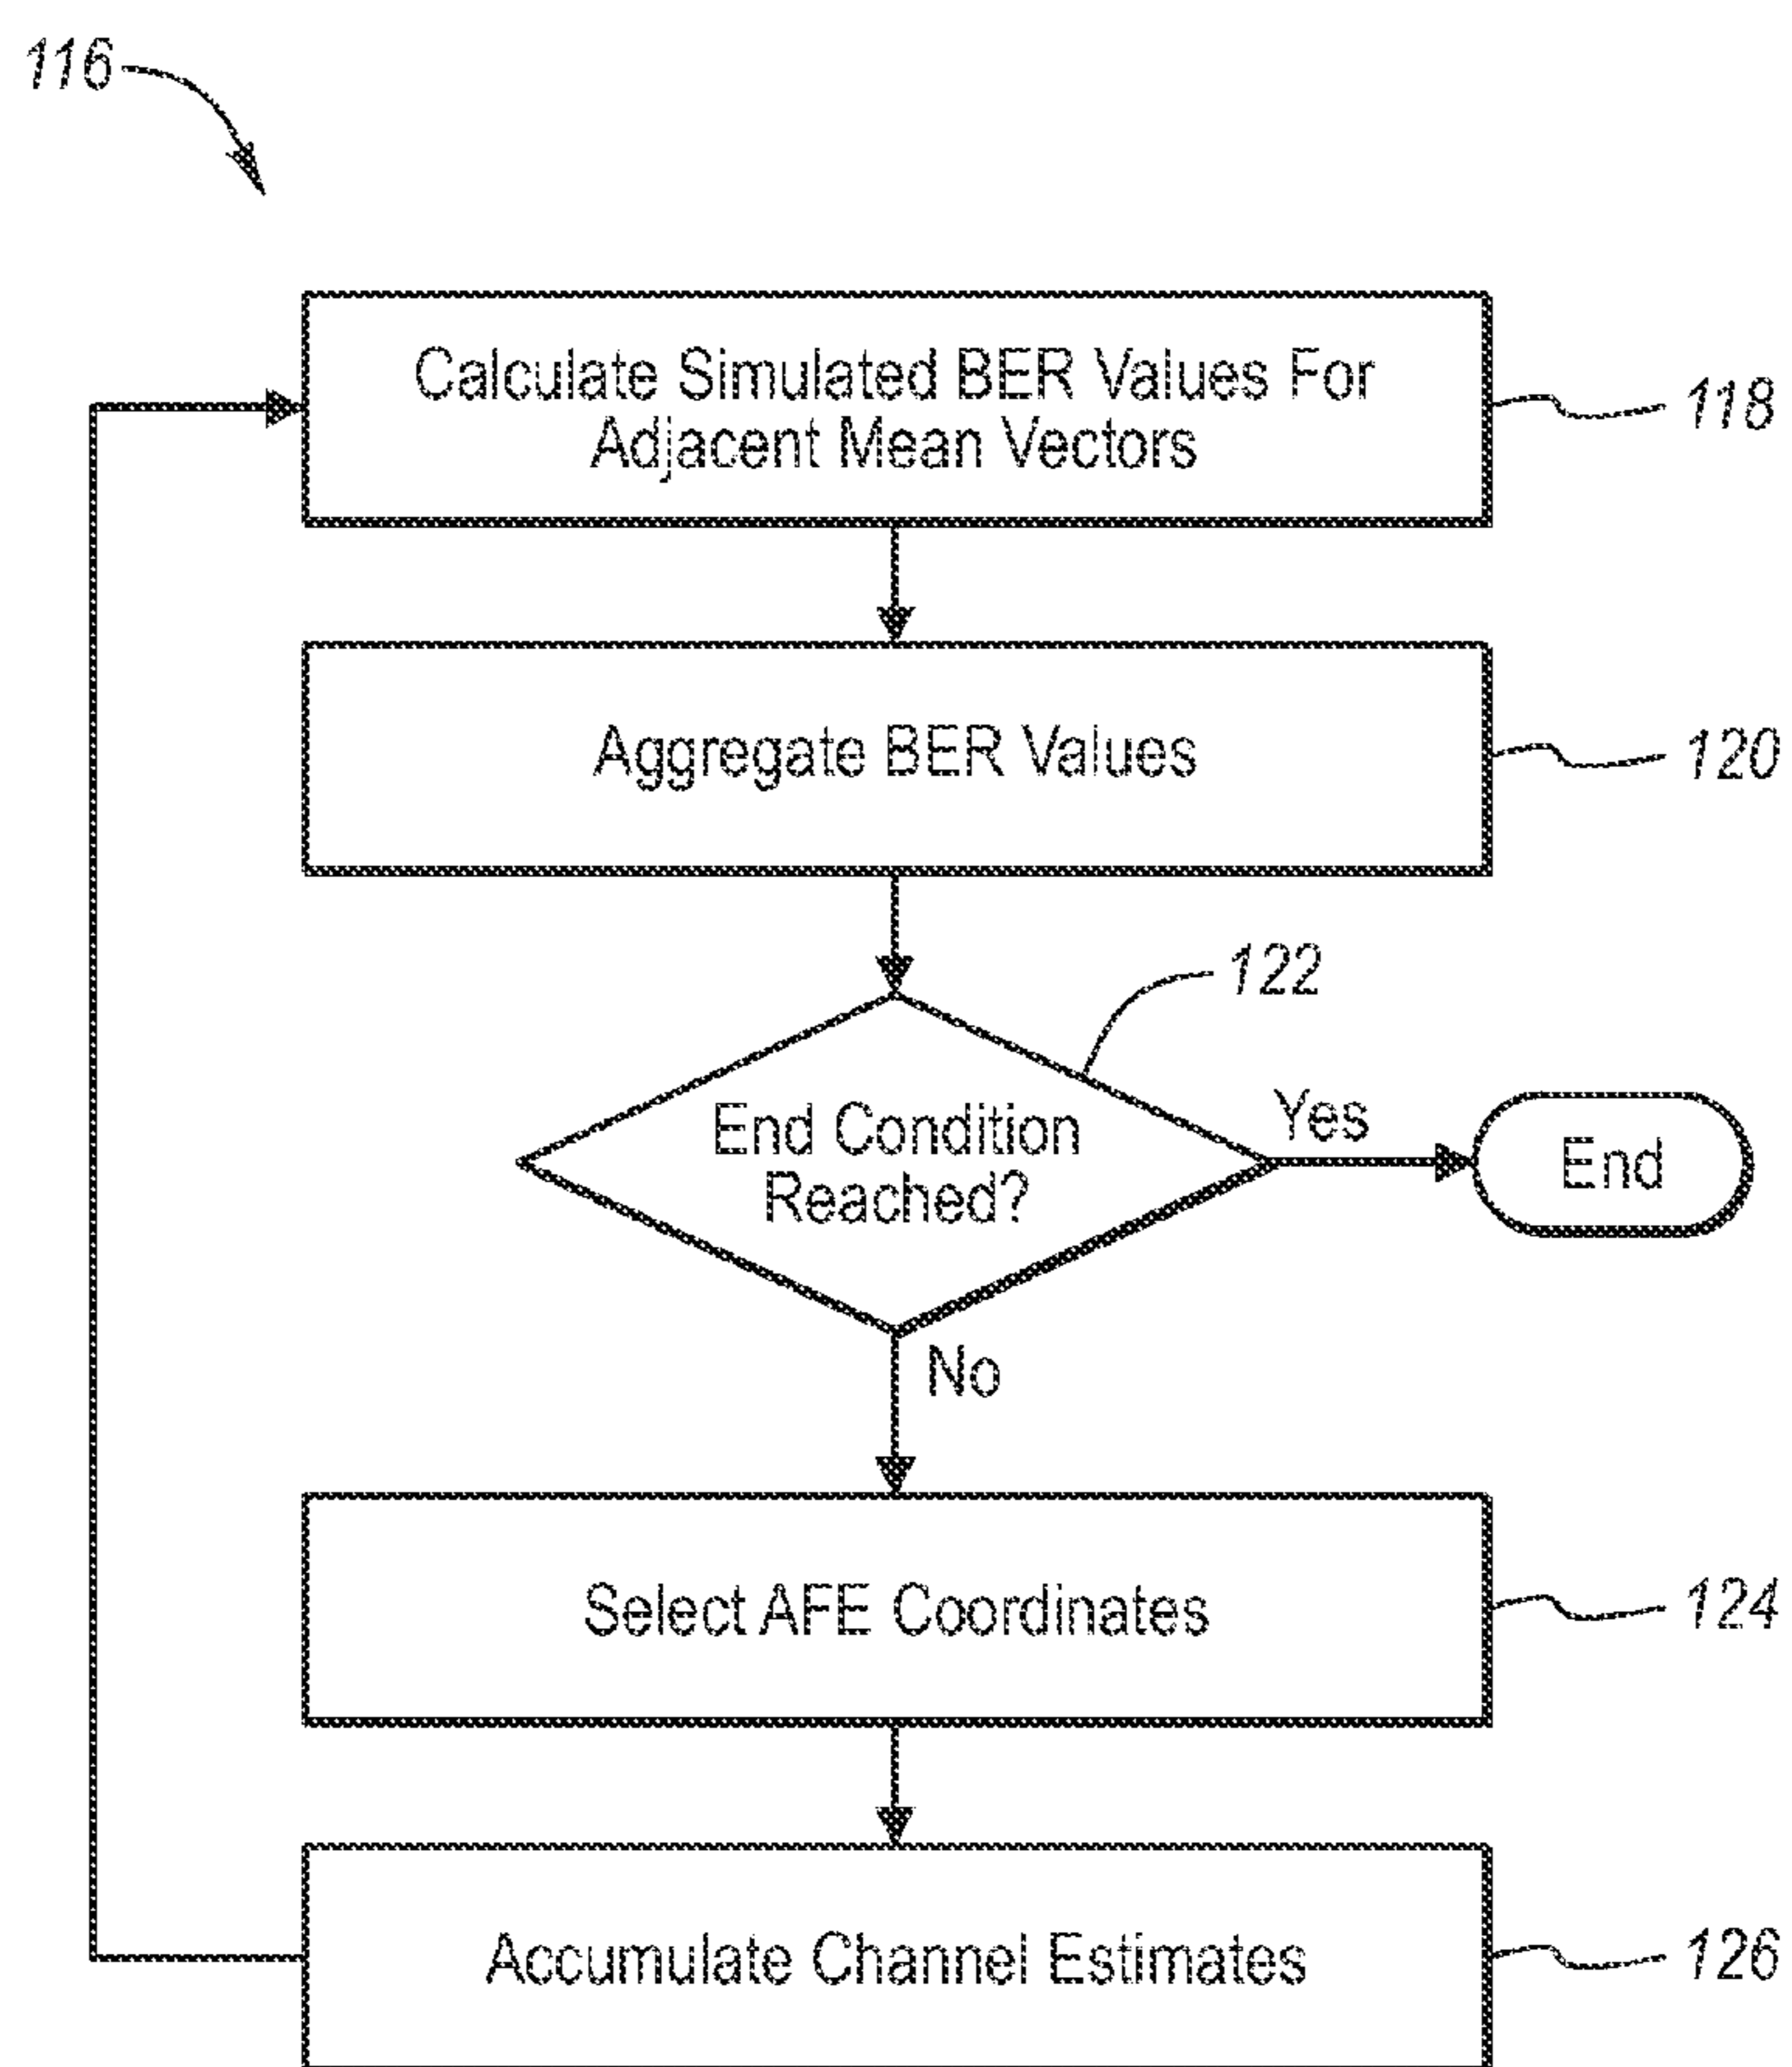 116
Calculate Simulated BER Values For
Adjacent Mean Vectors
118
Aggregate BER Values
120
122
End Condition
Reached?
Yes
End
No
Select AFE Coordinates
124
Accumulate Channel Estimates
126